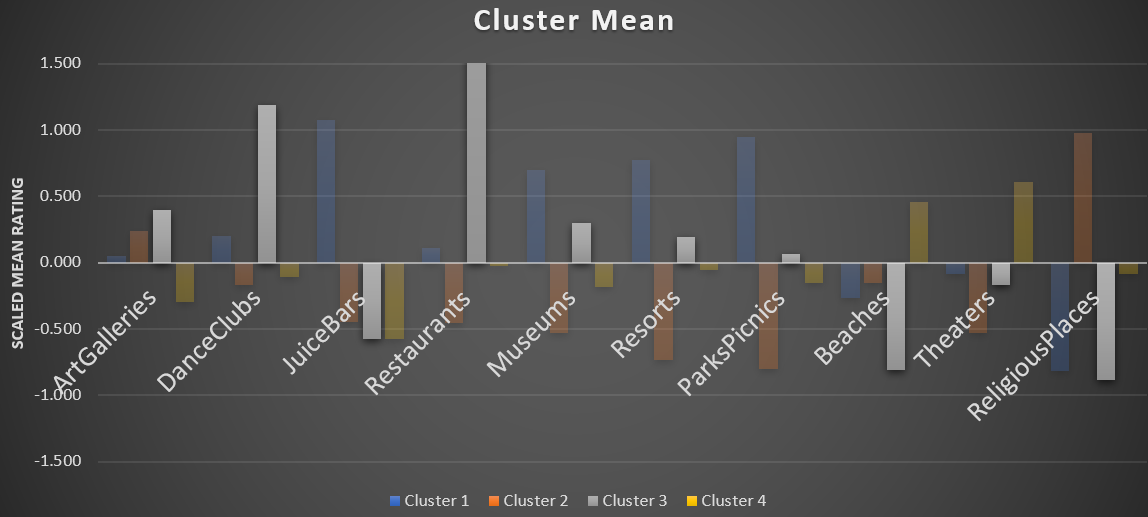 Cluster Mean
SCALED MEAN RATING
1.500
1.000
0.500
0.000
-0.500
-1.000
-1.500
ArtGalleries
DanceClubs
JuiceBars
Restaurants
Museums
Resorts
ParksPicnics
Beaches
Theaters
ReligiousPlaces
Cluster 1
Cluster 2
Cluster 3
Cluster 4